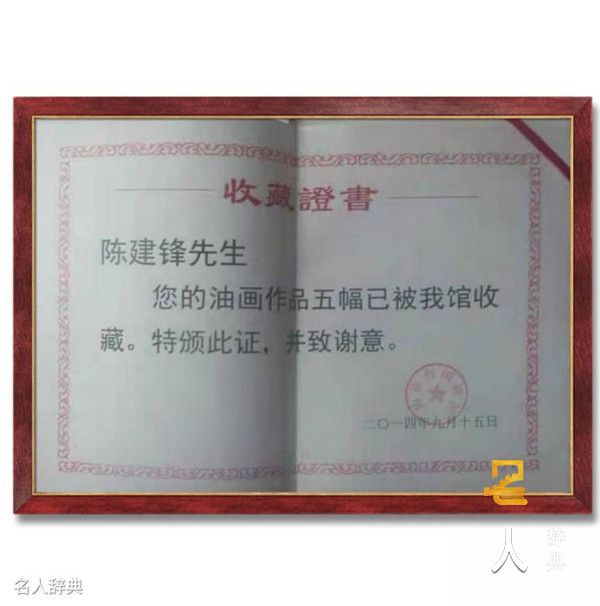 收藏證書
陈建锋先生
您的油画作品五幅已被我馆收
藏。特颁此证，并致谢意。
二〇一四年九月十五日
名人辞典
名人辞典